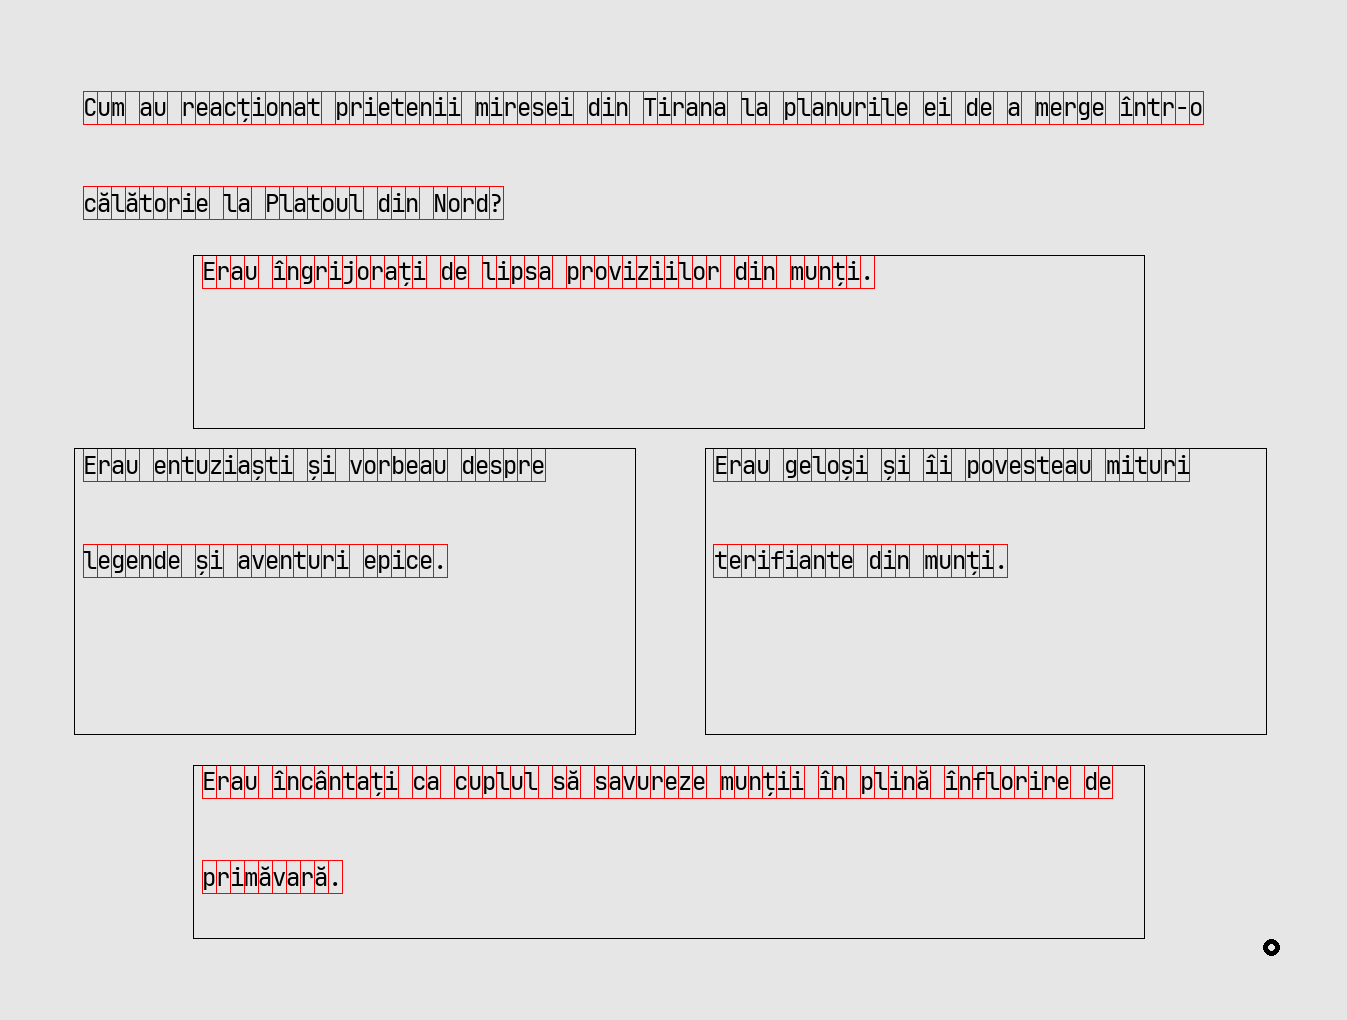 Cum au reacționat prietenii miresei din Tirana la planurile ei de a merge într-o
călătorie la Platoul din Nord?
Erau îngrijorați de lipsa proviziilor din munți.
Erau entuziaști și vorbeau despre
legende și aventuri epice.
Erau geloși și îi povesteau mituri
terifiante din munți.
Erau încântați ca cuplul să savureze munții în plină înflorire de
primăvară.